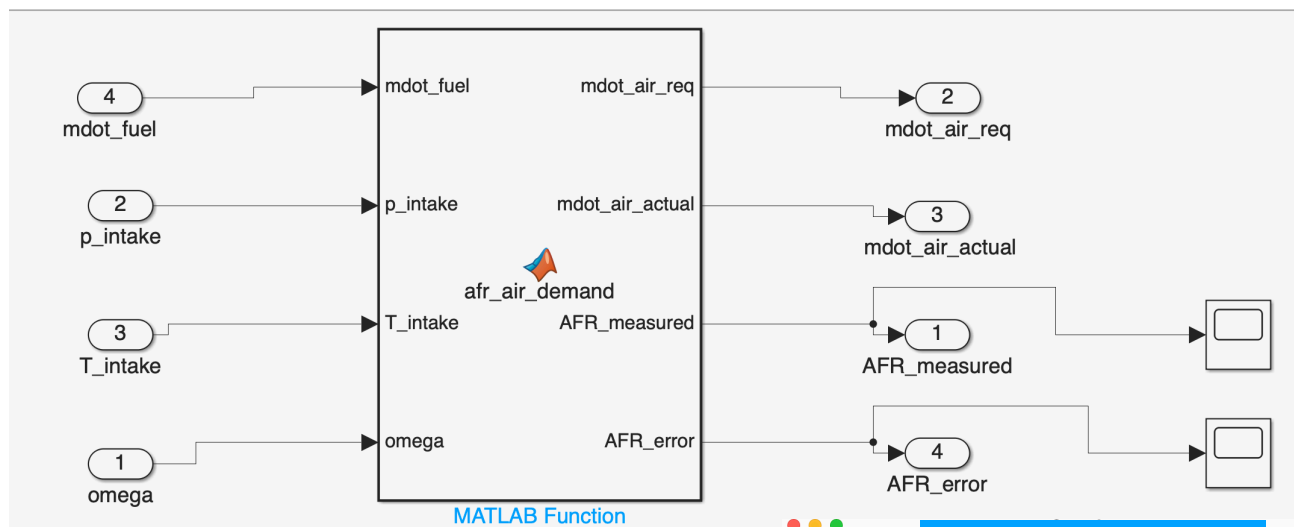 4
mdot_fuel
2
p_intake
3
T_intake
1
omega
mdot_fuel
p_intake
T_intake
omega
afr_air_demand
mdot_air_req
mdot_air_actual
AFR_measured
AFR_error
MATLAB Function
2
mdot_air_req
3
mdot_air_actual
1
AFR_measured
4
AFR_error